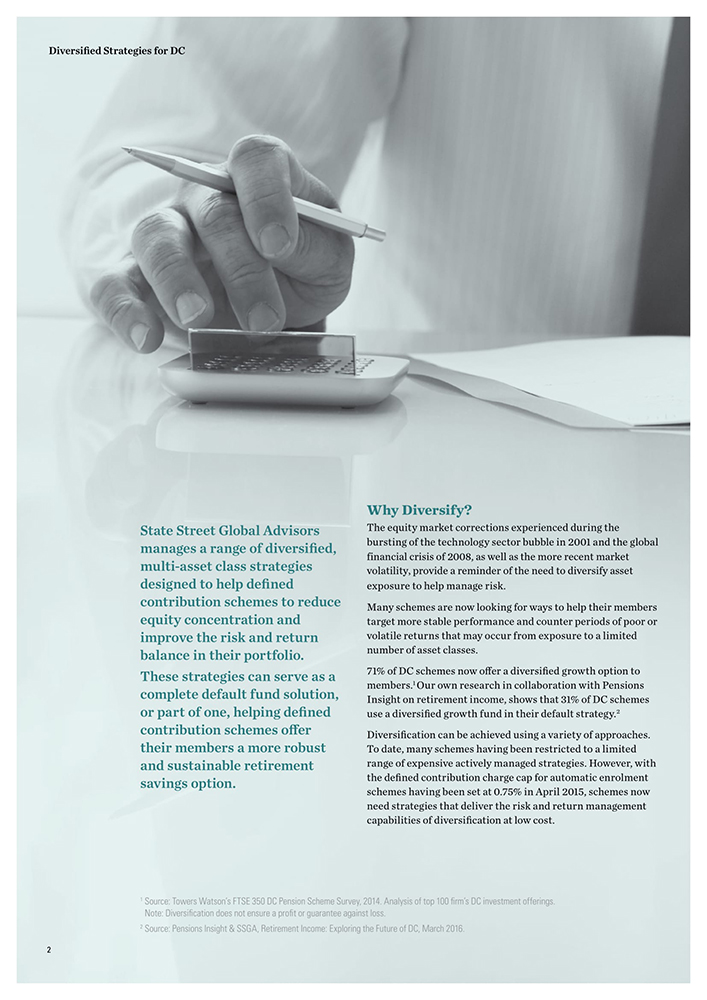 Diversified Strategies for DC
State Street Global Advisors
manages a range of diversified,
multi-asset class strategies
designed to help defined
contribution schemes to reduce
equity concentration and
improve the risk and return
balance in their portfolio.
These strategies can serve as a
complete default fund solution,
or part of one, helping defined
contribution schemes offer
their members a more robust
and sustainable retirement
savings option.
Why Diversify?
The equity market corrections experienced during the
bursting of the technology sector bubble in 2001 and the global
financial crisis of 2008, as well as the more recent market
volatility, provide a reminder of the need to diversify asset
exposure to help manage risk.
Many schemes are now looking for ways to help their members
target more stable performance and counter periods of poor or
volatile returns that may occur from exposure to a limited
number of asset classes.
71% of DC schemes now offer a diversified growth option to
members.¹ Our own research in collaboration with Pensions
Insight on retirement income, shows that 31% of DC schemes
use a diversified growth fund in their default strategy.²
Diversification can be achieved using a variety of approaches.
To date, many schemes having been restricted to a limited
range of expensive actively managed strategies. However, with
the defined contribution charge cap for automatic enrolment
schemes having been set at 0.75% in April 2015, schemes now
need strategies that deliver the risk and return management
capabilities of diversification at low cost.
¹ Source: Towers Watson's FTSE 350 DC Pension Scheme Survey, 2014. Analysis of top 100 firm's DC investment offerings.
Note: Diversification does not ensure a profit or guarantee against loss.
² Source: Pensions Insight & SSGA, Retirement Income: Exploring the Future of DC, March 2016.
2